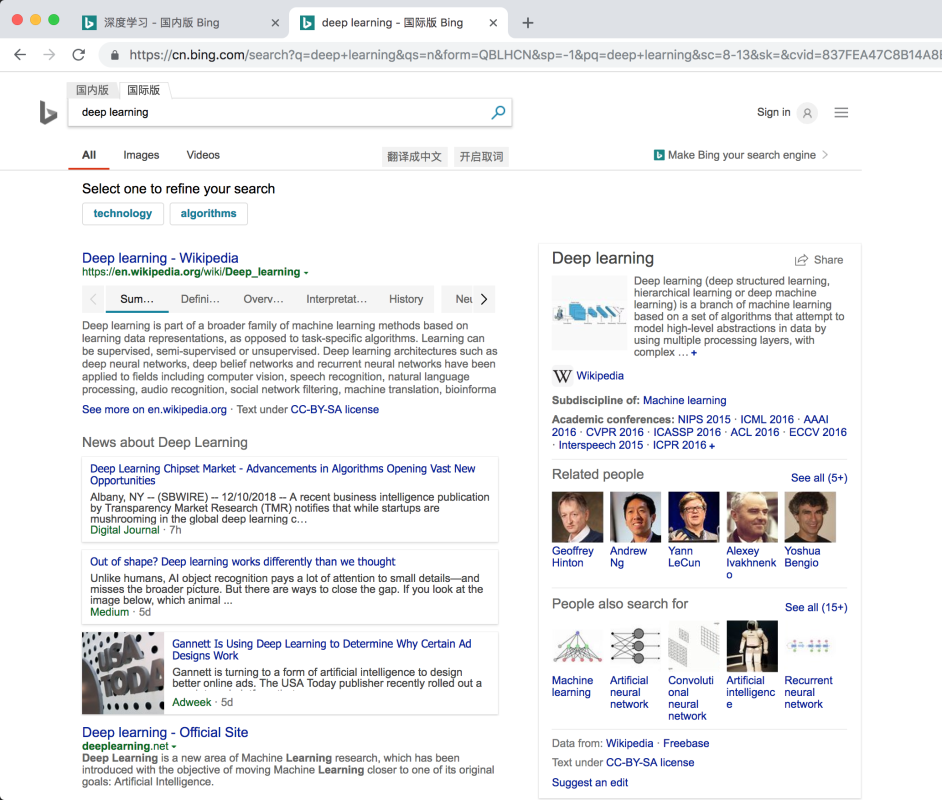 深度学习 - 国内版 Bing
deep learning - 国际版 Bing
https://cn.bing.com/search?q=deep+learning&qs=n&form=QBLHCN&sp=-1&pq=deep+learning&sc=8-13&sk=&cvid=837FEA47C8B14A8
国内版 国际版
deep learning
Sign in
All Images Videos 翻译成中文 开启取词
Make Bing your search engine
Select one to refine your search
technology algorithms
Deep learning - Wikipedia
https://en.wikipedia.org/wiki/Deep_learning
Sum… Defini… Overv… Interpretat… History Neu
Deep learning is part of a broader family of machine learning methods based on
learning data representations, as opposed to task-specific algorithms. Learning can
be supervised, semi-supervised or unsupervised. Deep learning architectures such as
deep neural networks, deep belief networks and recurrent neural networks have been
applied to fields including computer vision, speech recognition, natural language
processing, audio recognition, social network filtering, machine translation, bioinforma
See more on en.wikipedia.org · Text under CC-BY-SA license
News about Deep Learning
Deep Learning Chipset Market - Advancements in Algorithms Opening Vast New
Opportunities
Albany, NY -- (SBWIRE) -- 12/10/2018 -- A recent business intelligence publication
by Transparency Market Research (TMR) notifies that while startups are
mushrooming in the global deep learning c…
Digital Journal · 7h
Out of shape? Deep learning works differently than we thought
Unlike humans, AI object recognition pays a lot of attention to small details—and
misses the broader picture. But there are ways to close the gap. If you look at the
image below, which animal ...
Medium · 5d
USA
TODAY
Gannett Is Using Deep Learning to Determine Why Certain Ad
Designs Work
Gannett is turning to a form of artificial intelligence to design
better online ads. The USA Today publisher recently rolled out a
Adweek · 5d
Deep learning - Official Site
deeplearning.net
Deep Learning is a new area of Machine Learning research, which has been
introduced with the objective of moving Machine Learning closer to one of its original
goals: Artificial Intelligence.
Deep learning
Share
Deep learning (deep structured learning,
hierarchical learning or deep machine
learning) is a branch of machine learning
based on a set of algorithms that attempt to
model high-level abstractions in data by
using multiple processing layers, with
complex … +
W Wikipedia
Subdiscipline of: Machine learning
Academic conferences: NIPS 2015 · ICML 2016 · AAAI
2016 · CVPR 2016 · ICASSP 2016 · ACL 2016 · ECCV 2016
· Interspeech 2015 · ICPR 2016 +
Related people
See all (5+)
Geoffrey Andrew Yann Alexey Yoshua
Hinton Ng LeCun Ivakhnenk Bengio
o
People also search for
See all (15+)
Machine Artificial Convoluti Artificial Recurrent
learning neural onal intelligenc neural
network neural e network
network
Data from: Wikipedia · Freebase
Text under CC-BY-SA license
Suggest an edit